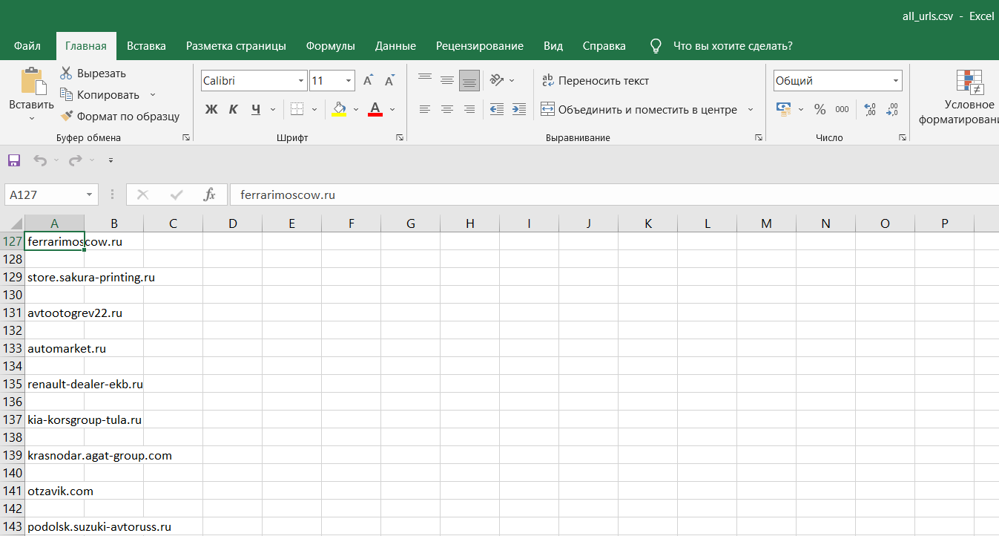 all_urls.csv - Excel
Файл Главная Вставка Разметка страницы Формулы Данные Рецензирование Вид Справка Что вы хотите сделать?
Вставить
Вырезать
Копировать
Формат по образцу
Буфер обмена
Calibri 11
Ж К Ч А
Шрифт
Переносить текст
Объединить и поместить в центре
Выравнивание
Общий
% 000
Число
Условное
форматировани
A127 fx ferrarimoscow.ru
A B C D E F G H I J K L M N O P
127 ferrarimoscow.ru
128
129 store.sakura-printing.ru
130
131 avtootogrev22.ru
132
133 automarket.ru
134
135 renault-dealer-ekb.ru
136
137 kia-korsgroup-tula.ru
138
139 krasnodar.agat-group.com
140
141 otzavik.com
142
143 podolsk.suzuki-avtoruss.ru